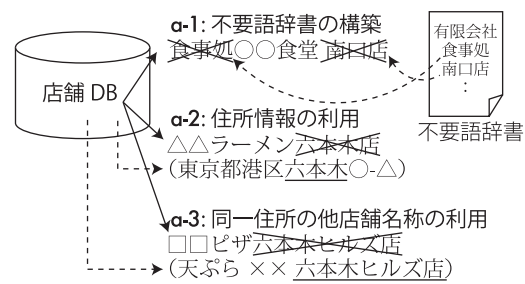 a-1: 不要語辞書の構築
食事処○○食堂 南口店
有限会社
食事処
南口店
:
不要語辞書
店舗 DB
a-2: 住所情報の利用
△△ラーメン六本木店
(東京都港区六本木○-△)
a-3: 同一住所の他店舗名称の利用
□□ピザ六本木ヒルズ店
(天ぷら ×× 六本木ヒルズ店)